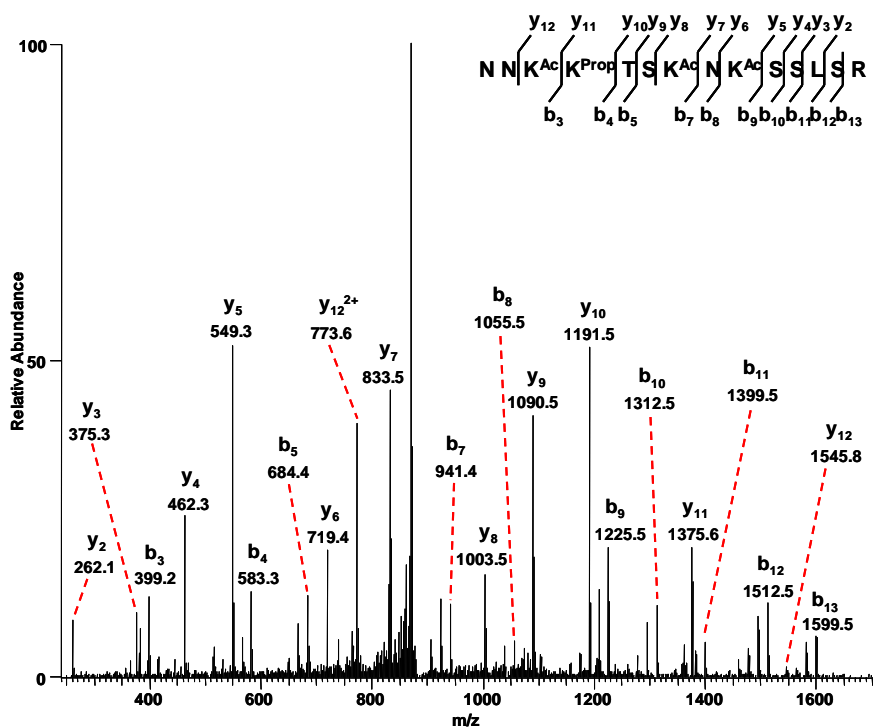 y12 y11 y10 y9 y8 y7 y6 y5 y4 y3 y2
N N K^Ac K^Prop T S K^Ac N K^Ac S S L S R
b3 b4 b5 b7 b8 b9 b10 b11 b12 b13
100
50
0
Relative Abundance
y2
262.1
y3
375.3
b3
399.2
y4
462.3
y5
549.3
b4
583.3
b5
684.4
y6
719.4
y12^2+
773.6
y7
833.5
b7
941.4
y8
1003.5
b8
1055.5
y9
1090.5
y10
1191.5
b9
1225.5
b10
1312.5
y11
1375.6
b11
1399.5
b12
1512.5
y12
1545.8
b13
1599.5
400 600 800 1000 1200 1400 1600
m/z